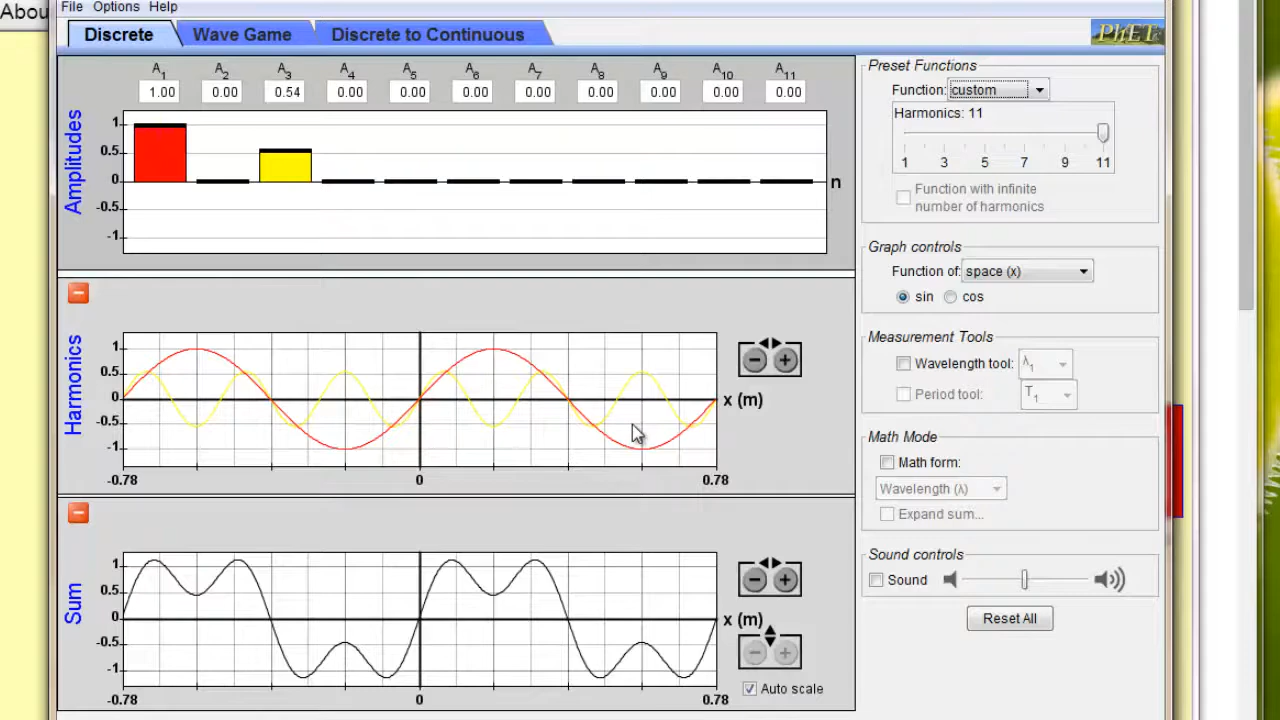 Abou
File Options Help
Discrete Wave Game Discrete to Continuous
PhET
A1 A2 A3 A4 A5 A6 A7 A8 A9 A10 A11
1.00 0.00 0.54 0.00 0.00 0.00 0.00 0.00 0.00 0.00 0.00
Amplitudes
1
0.5
0
-0.5
-1
n
Harmonics
1
0.5
0
-0.5
-1
x (m)
-0.78 0 0.78
Sum
1
0.5
0
-0.5
-1
x (m)
Auto scale
-0.78 0 0.78
Preset Functions
Function: custom
Harmonics: 11
1 3 5 7 9 11
Function with infinite
number of harmonics
Graph controls
Function of: space (x)
sin cos
Measurement Tools
Wavelength tool: λ1
Period tool: T1
Math Mode
Math form:
Wavelength (λ)
Expand sum...
Sound controls
Sound
Reset All